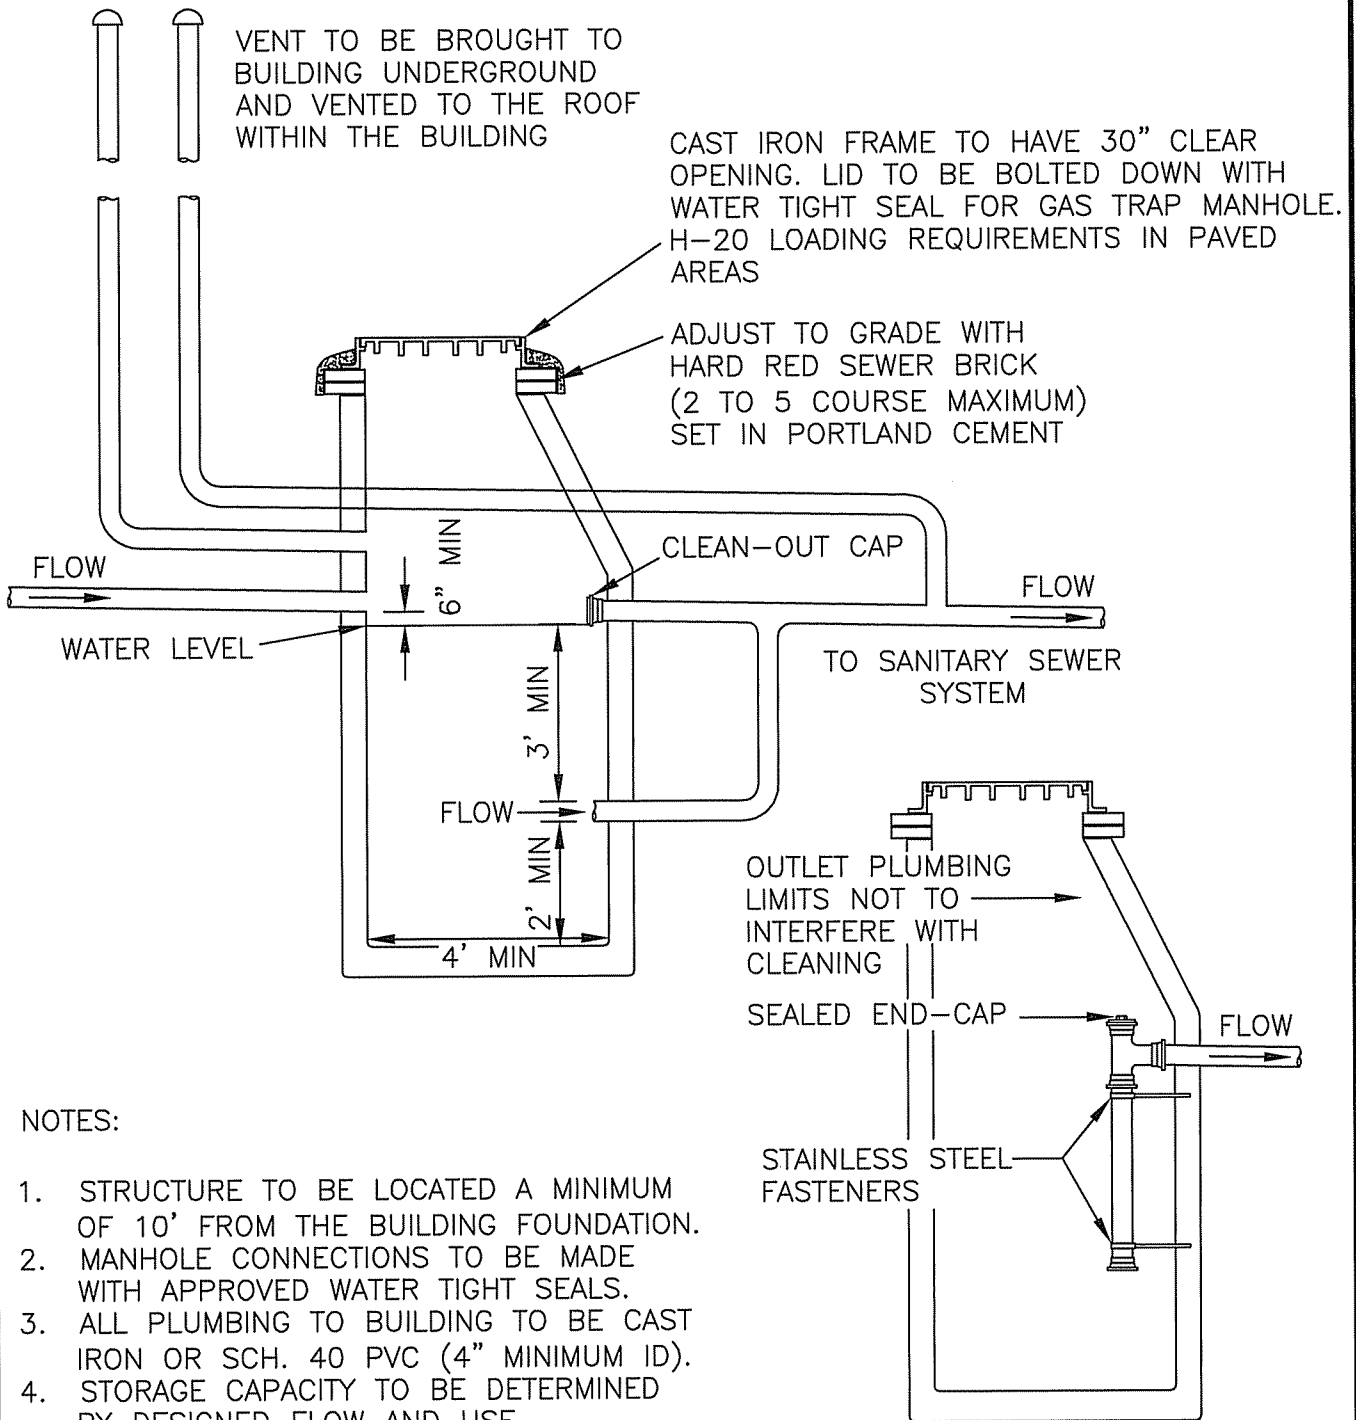 VENT TO BE BROUGHT TO
BUILDING UNDERGROUND
AND VENTED TO THE ROOF
WITHIN THE BUILDING
CAST IRON FRAME TO HAVE 30" CLEAR
OPENING. LID TO BE BOLTED DOWN WITH
WATER TIGHT SEAL FOR GAS TRAP MANHOLE.
H-20 LOADING REQUIREMENTS IN PAVED
AREAS
ADJUST TO GRADE WITH
HARD RED SEWER BRICK
(2 TO 5 COURSE MAXIMUM)
SET IN PORTLAND CEMENT
FLOW
6" MIN
CLEAN-OUT CAP
FLOW
WATER LEVEL
TO SANITARY SEWER
SYSTEM
3' MIN
FLOW
2' MIN
4' MIN
OUTLET PLUMBING
LIMITS NOT TO
INTERFERE WITH
CLEANING
SEALED END-CAP
FLOW
STAINLESS STEEL
FASTENERS
NOTES:
1. STRUCTURE TO BE LOCATED A MINIMUM
OF 10' FROM THE BUILDING FOUNDATION.
2. MANHOLE CONNECTIONS TO BE MADE
WITH APPROVED WATER TIGHT SEALS.
3. ALL PLUMBING TO BUILDING TO BE CAST
IRON OR SCH. 40 PVC (4" MINIMUM ID).
4. STORAGE CAPACITY TO BE DETERMINED
BY DESIGNED FLOW AND USE